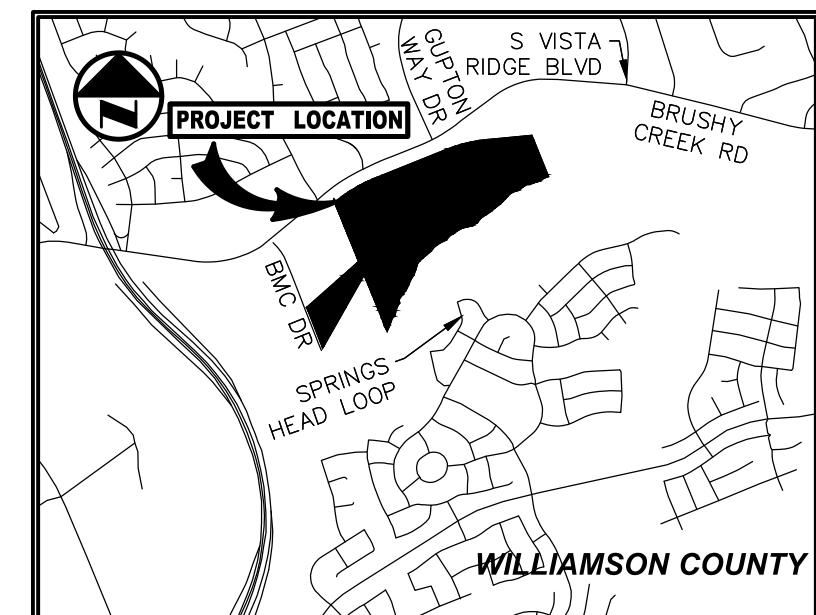 GUPTON
WAY DR
S VISTA
RIDGE BLVD
BRUSHY
CREEK RD
N
PROJECT LOCATION
BMC DR
SPRINGS
HEAD LOOP
WILLIAMSON COUNTY